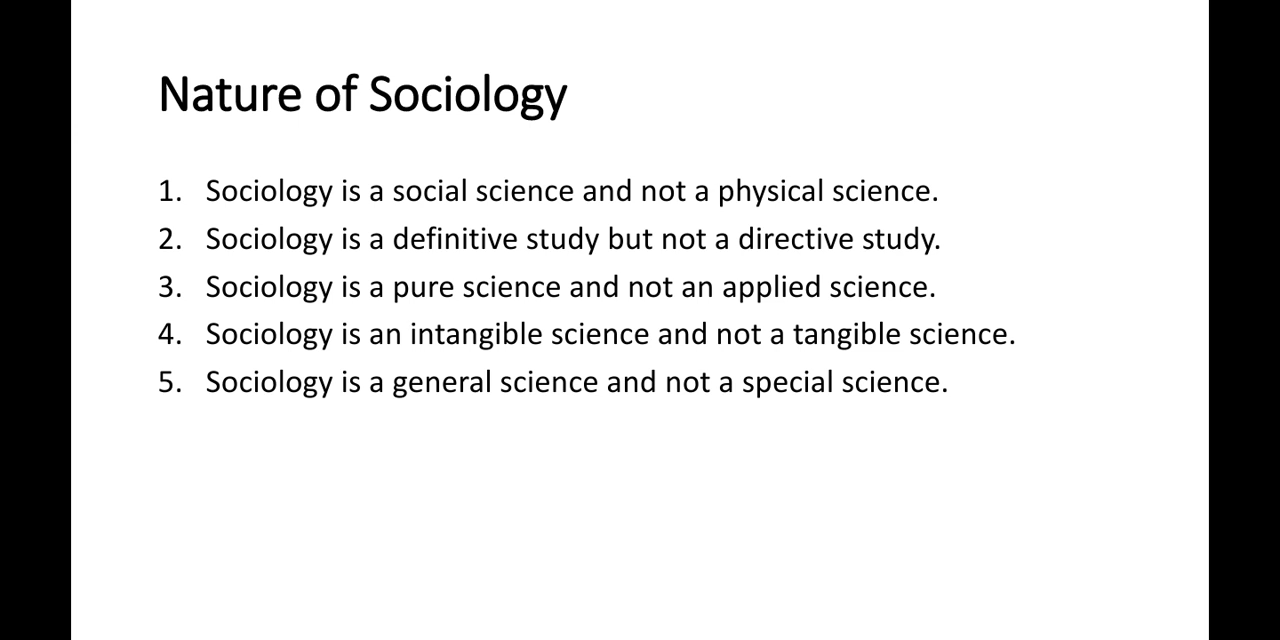 Nature of Sociology
1. Sociology is a social science and not a physical science.
2. Sociology is a definitive study but not a directive study.
3. Sociology is a pure science and not an applied science.
4. Sociology is an intangible science and not a tangible science.
5. Sociology is a general science and not a special science.